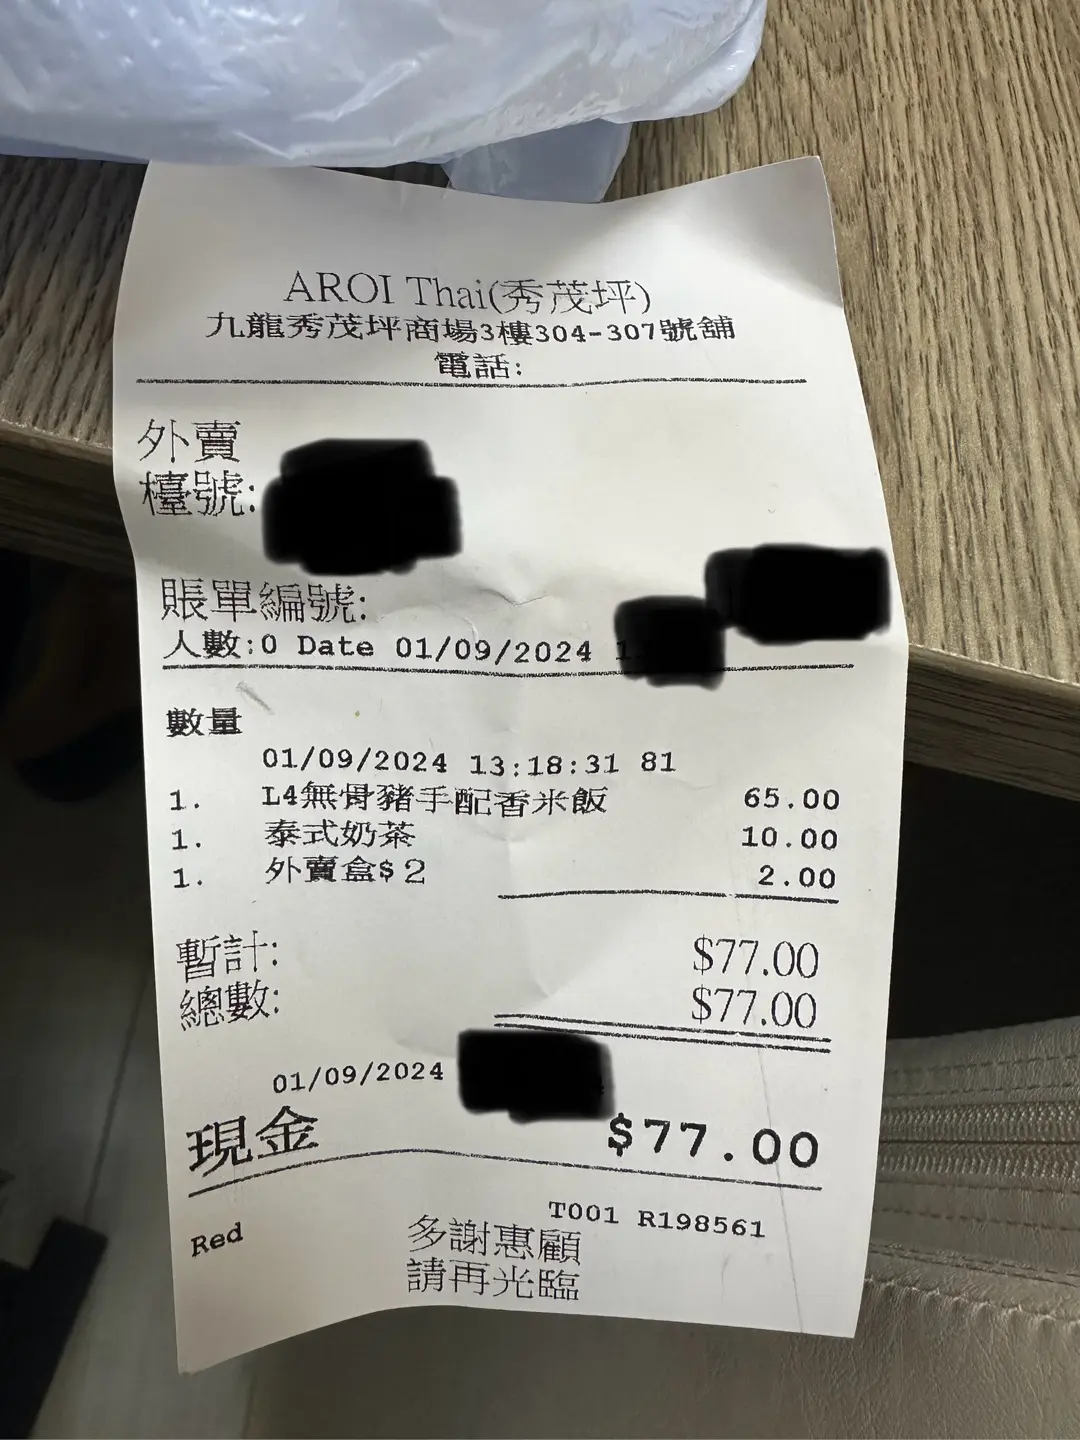 AROI Thai(秀茂坪)
九龍秀茂坪商場3樓304-307號舖
電話:
外賣
檯號:
賬單編號:
人數:0 Date 01/09/2024 1
數量
01/09/2024 13:18:31 81
1. L4無骨豬手配香米飯 65.00
1. 泰式奶茶 10.00
1. 外賣盒$2 2.00
暫計: $77.00
總數: $77.00
01/09/2024
現金 $77.00
T001 R198561
Red
多謝惠顧
請再光臨